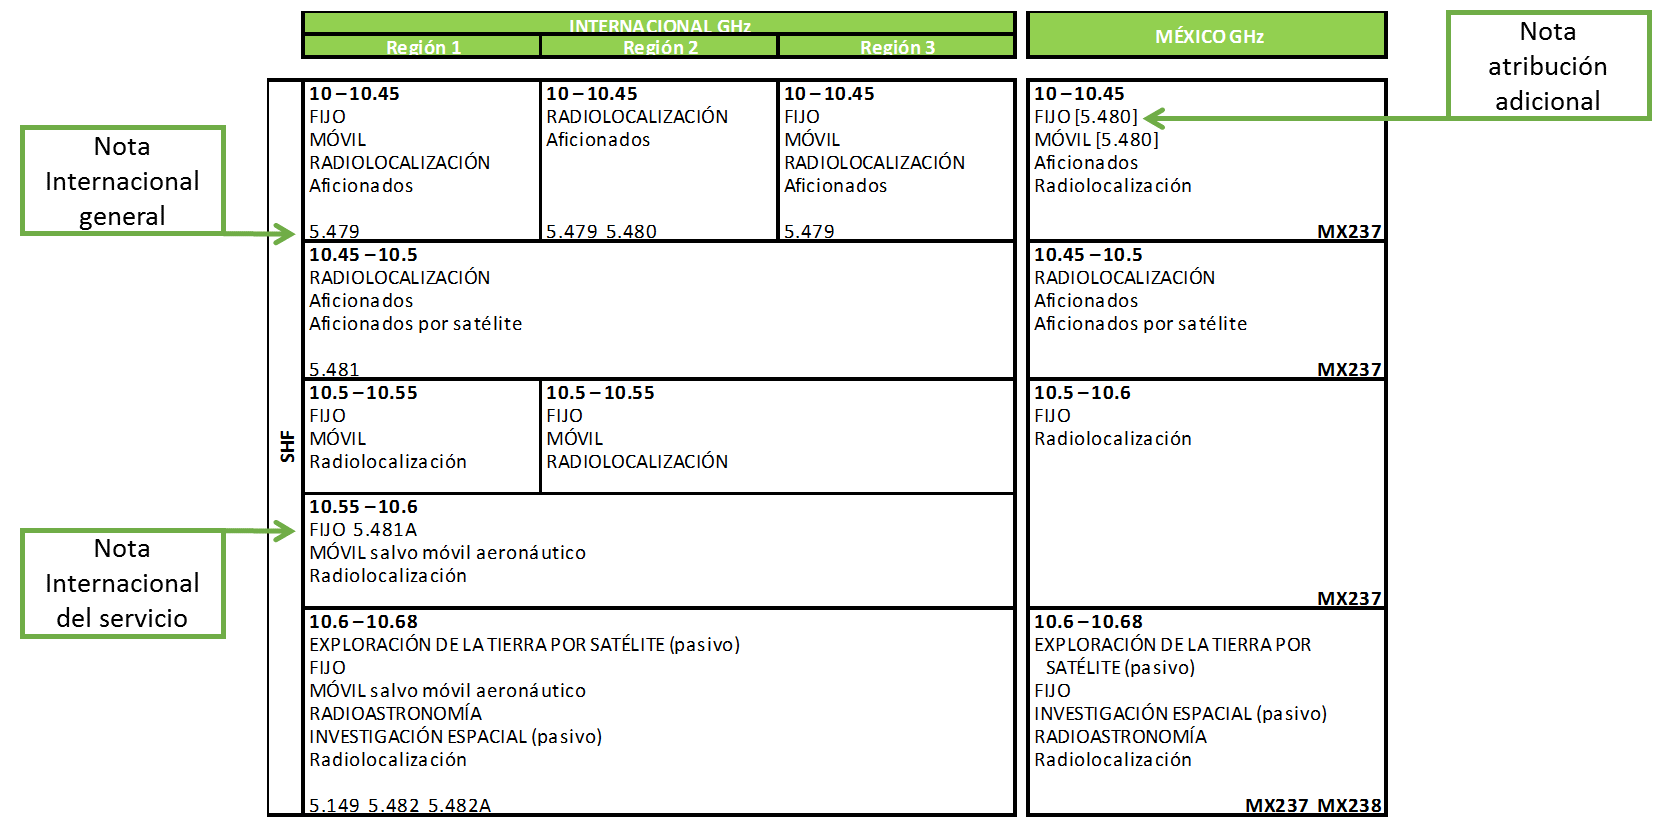 INTERNACIONAL GHz
Región 1
Región 2
Región 3
MÉXICO GHz
Nota
atribución
adicional
Nota
Internacional
general
Nota
Internacional
del servicio
SHF
10 – 10.45
FIJO
MÓVIL
RADIOLOCALIZACIÓN
Aficionados
5.479
10 – 10.45
RADIOLOCALIZACIÓN
Aficionados
5.479 5.480
10 – 10.45
FIJO
MÓVIL
RADIOLOCALIZACIÓN
Aficionados
5.479
10 – 10.45
FIJO [5.480]
MÓVIL [5.480]
Aficionados
Radiolocalización
MX237
10.45 – 10.5
RADIOLOCALIZACIÓN
Aficionados
Aficionados por satélite
5.481
10.45 – 10.5
RADIOLOCALIZACIÓN
Aficionados
Aficionados por satélite
MX237
10.5 – 10.55
FIJO
MÓVIL
Radiolocalización
10.5 – 10.55
FIJO
MÓVIL
RADIOLOCALIZACIÓN
10.5 – 10.6
FIJO
Radiolocalización
MX237
10.55 – 10.6
FIJO 5.481A
MÓVIL salvo móvil aeronáutico
Radiolocalización
10.6 – 10.68
EXPLORACIÓN DE LA TIERRA POR SATÉLITE (pasivo)
FIJO
MÓVIL salvo móvil aeronáutico
RADIOASTRONOMÍA
INVESTIGACIÓN ESPACIAL (pasivo)
Radiolocalización
5.149 5.482 5.482A
10.6 – 10.68
EXPLORACIÓN DE LA TIERRA POR
SATÉLITE (pasivo)
FIJO
INVESTIGACIÓN ESPACIAL (pasivo)
RADIOASTRONOMÍA
Radiolocalización
MX237 MX238